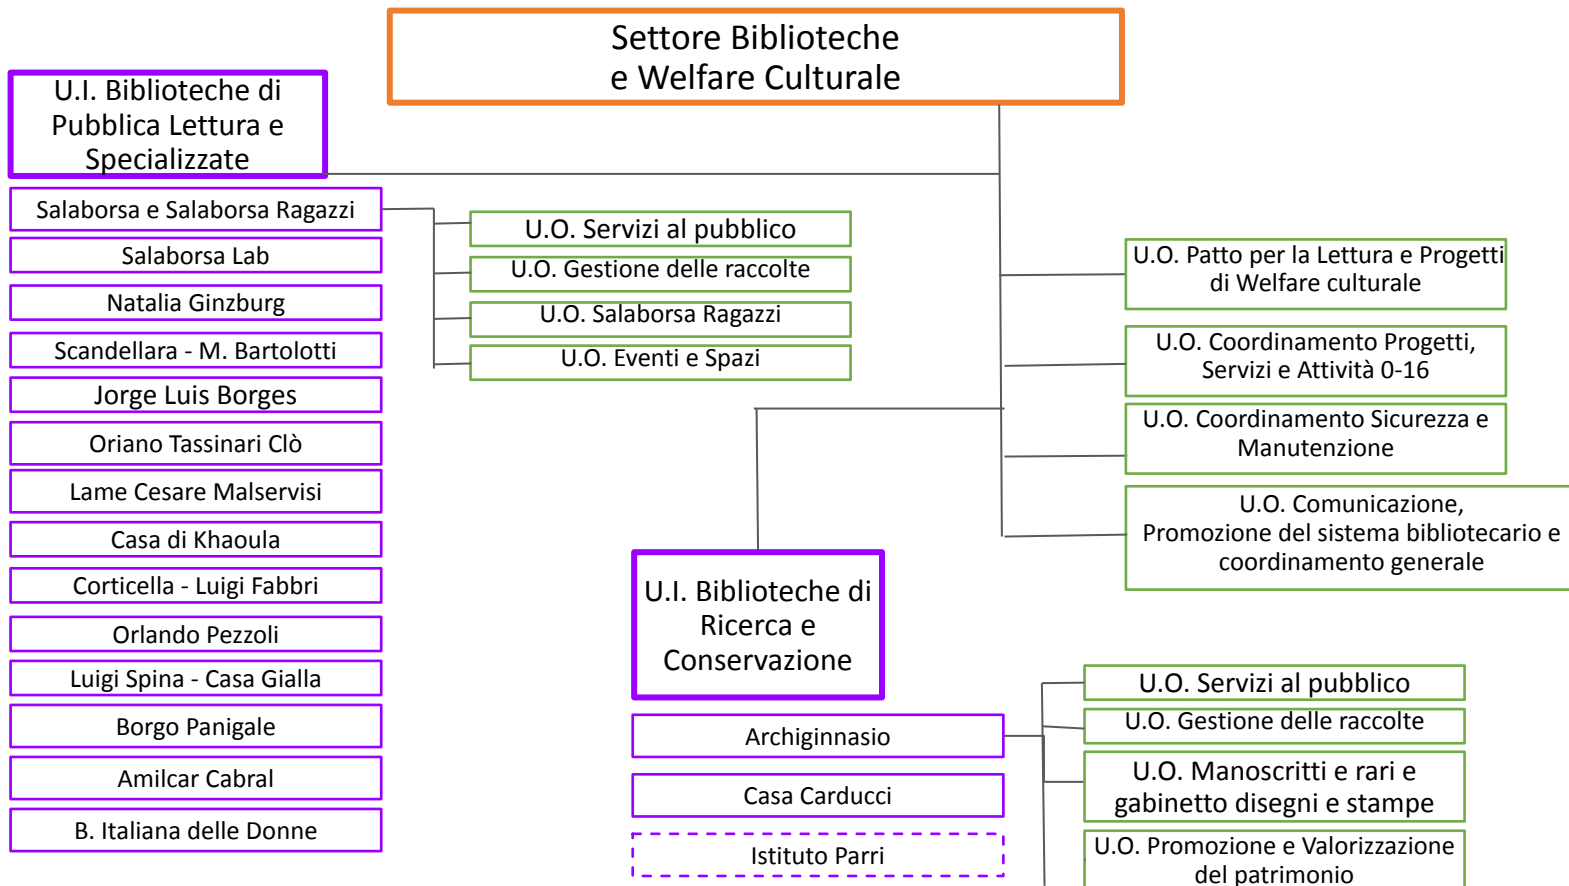 Settore Biblioteche
e Welfare Culturale
U.I. Biblioteche di
Pubblica Lettura e
Specializzate
Salaborsa e Salaborsa Ragazzi
Salaborsa Lab
Natalia Ginzburg
Scandellara - M. Bartolotti
Jorge Luis Borges
Oriano Tassinari Clò
Lame Cesare Malservisi
Casa di Khaoula
Corticella - Luigi Fabbri
Orlando Pezzoli
Luigi Spina - Casa Gialla
Borgo Panigale
Amilcar Cabral
B. Italiana delle Donne
U.O. Servizi al pubblico
U.O. Gestione delle raccolte
U.O. Salaborsa Ragazzi
U.O. Eventi e Spazi
U.O. Patto per la Lettura e Progetti
di Welfare culturale
U.O. Coordinamento Progetti,
Servizi e Attività 0-16
U.O. Coordinamento Sicurezza e
Manutenzione
U.O. Comunicazione,
Promozione del sistema bibliotecario e
coordinamento generale
U.I. Biblioteche di
Ricerca e
Conservazione
Archiginnasio
Casa Carducci
Istituto Parri
U.O. Servizi al pubblico
U.O. Gestione delle raccolte
U.O. Manoscritti e rari e
gabinetto disegni e stampe
U.O. Promozione e Valorizzazione
del patrimonio